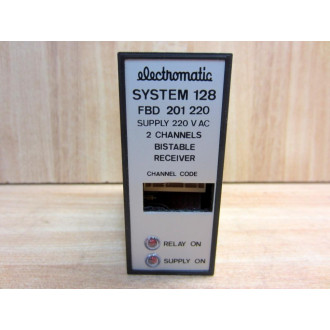 electromatic
SYSTEM 128
FBD 201 220
SUPPLY 220 V AC
2 CHANNELS
BISTABLE
RECEIVER
CHANNEL CODE
RELAY ON
SUPPLY ON